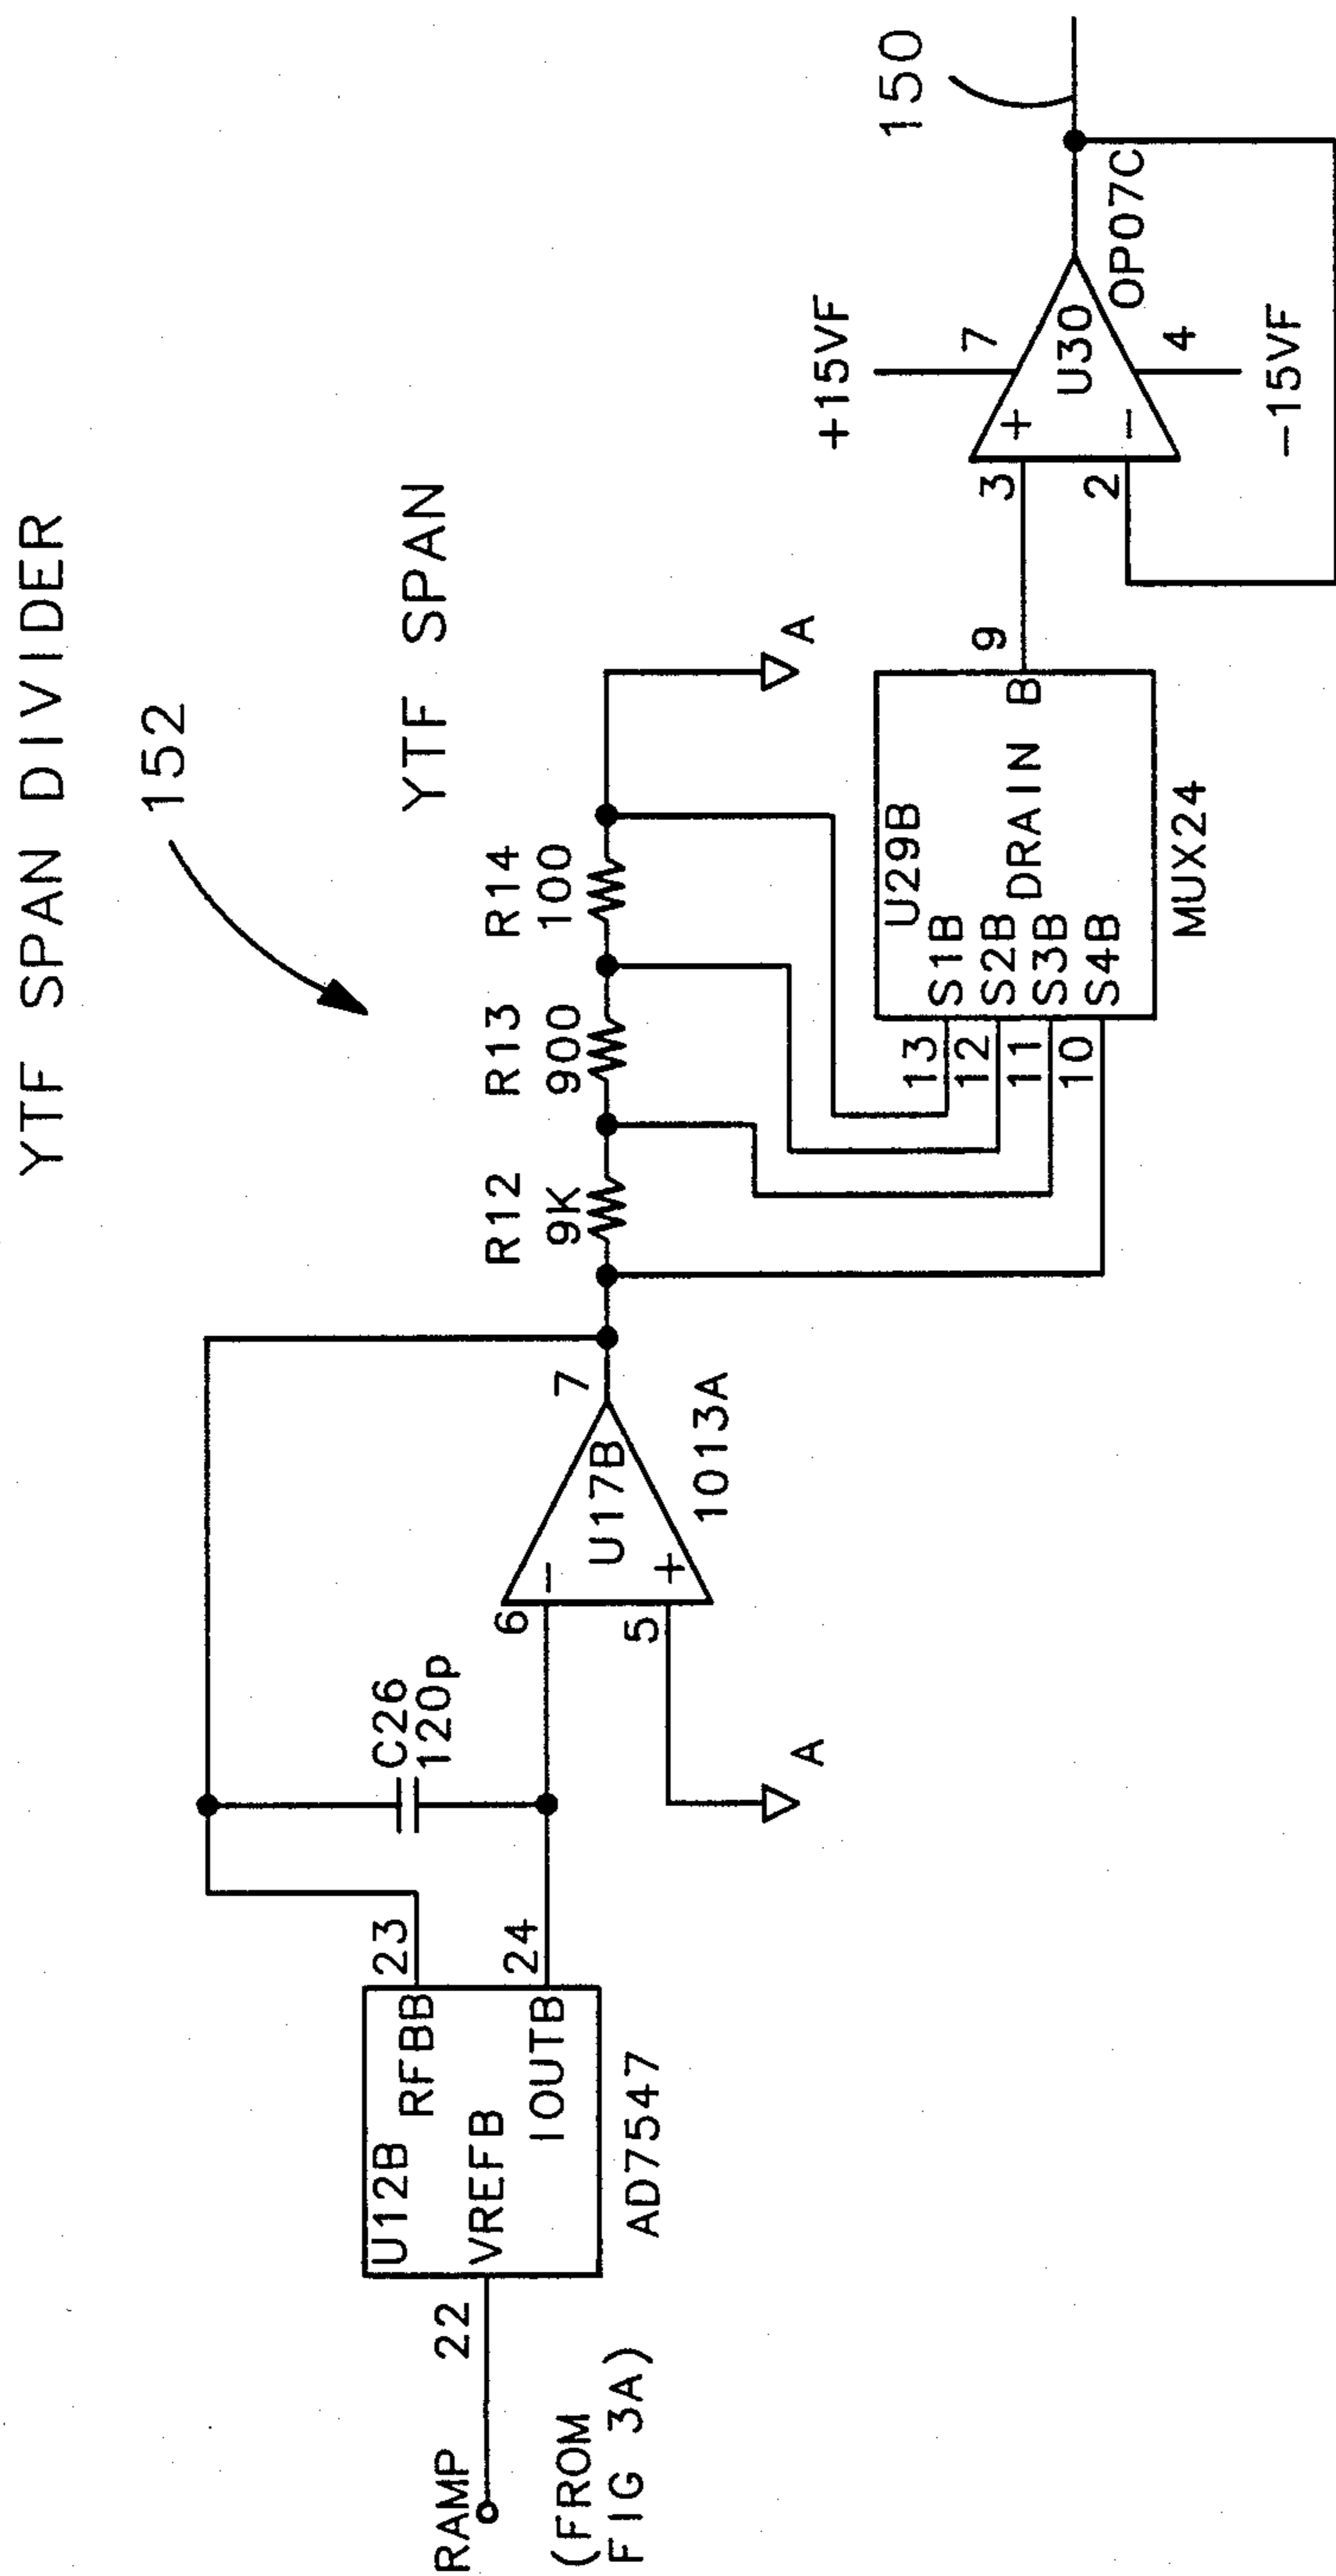 YTF SPAN DIVIDER
152
YTF SPAN
RAMP
22
(FROM
FIG 3A)
U12B
RFBB
VREFB
IOUTB
AD7547
23
24
C26
120p
6
5
-
+
U17B
7
1013A
A
R12
9K
R13
900
R14
100
A
13
12
11
10
U29B
S1B
S2B
S3B
S4B
DRAIN B
MUX24
9
3
2
+
-
U30
+15VF
7
4
-15VF
OP07C
150